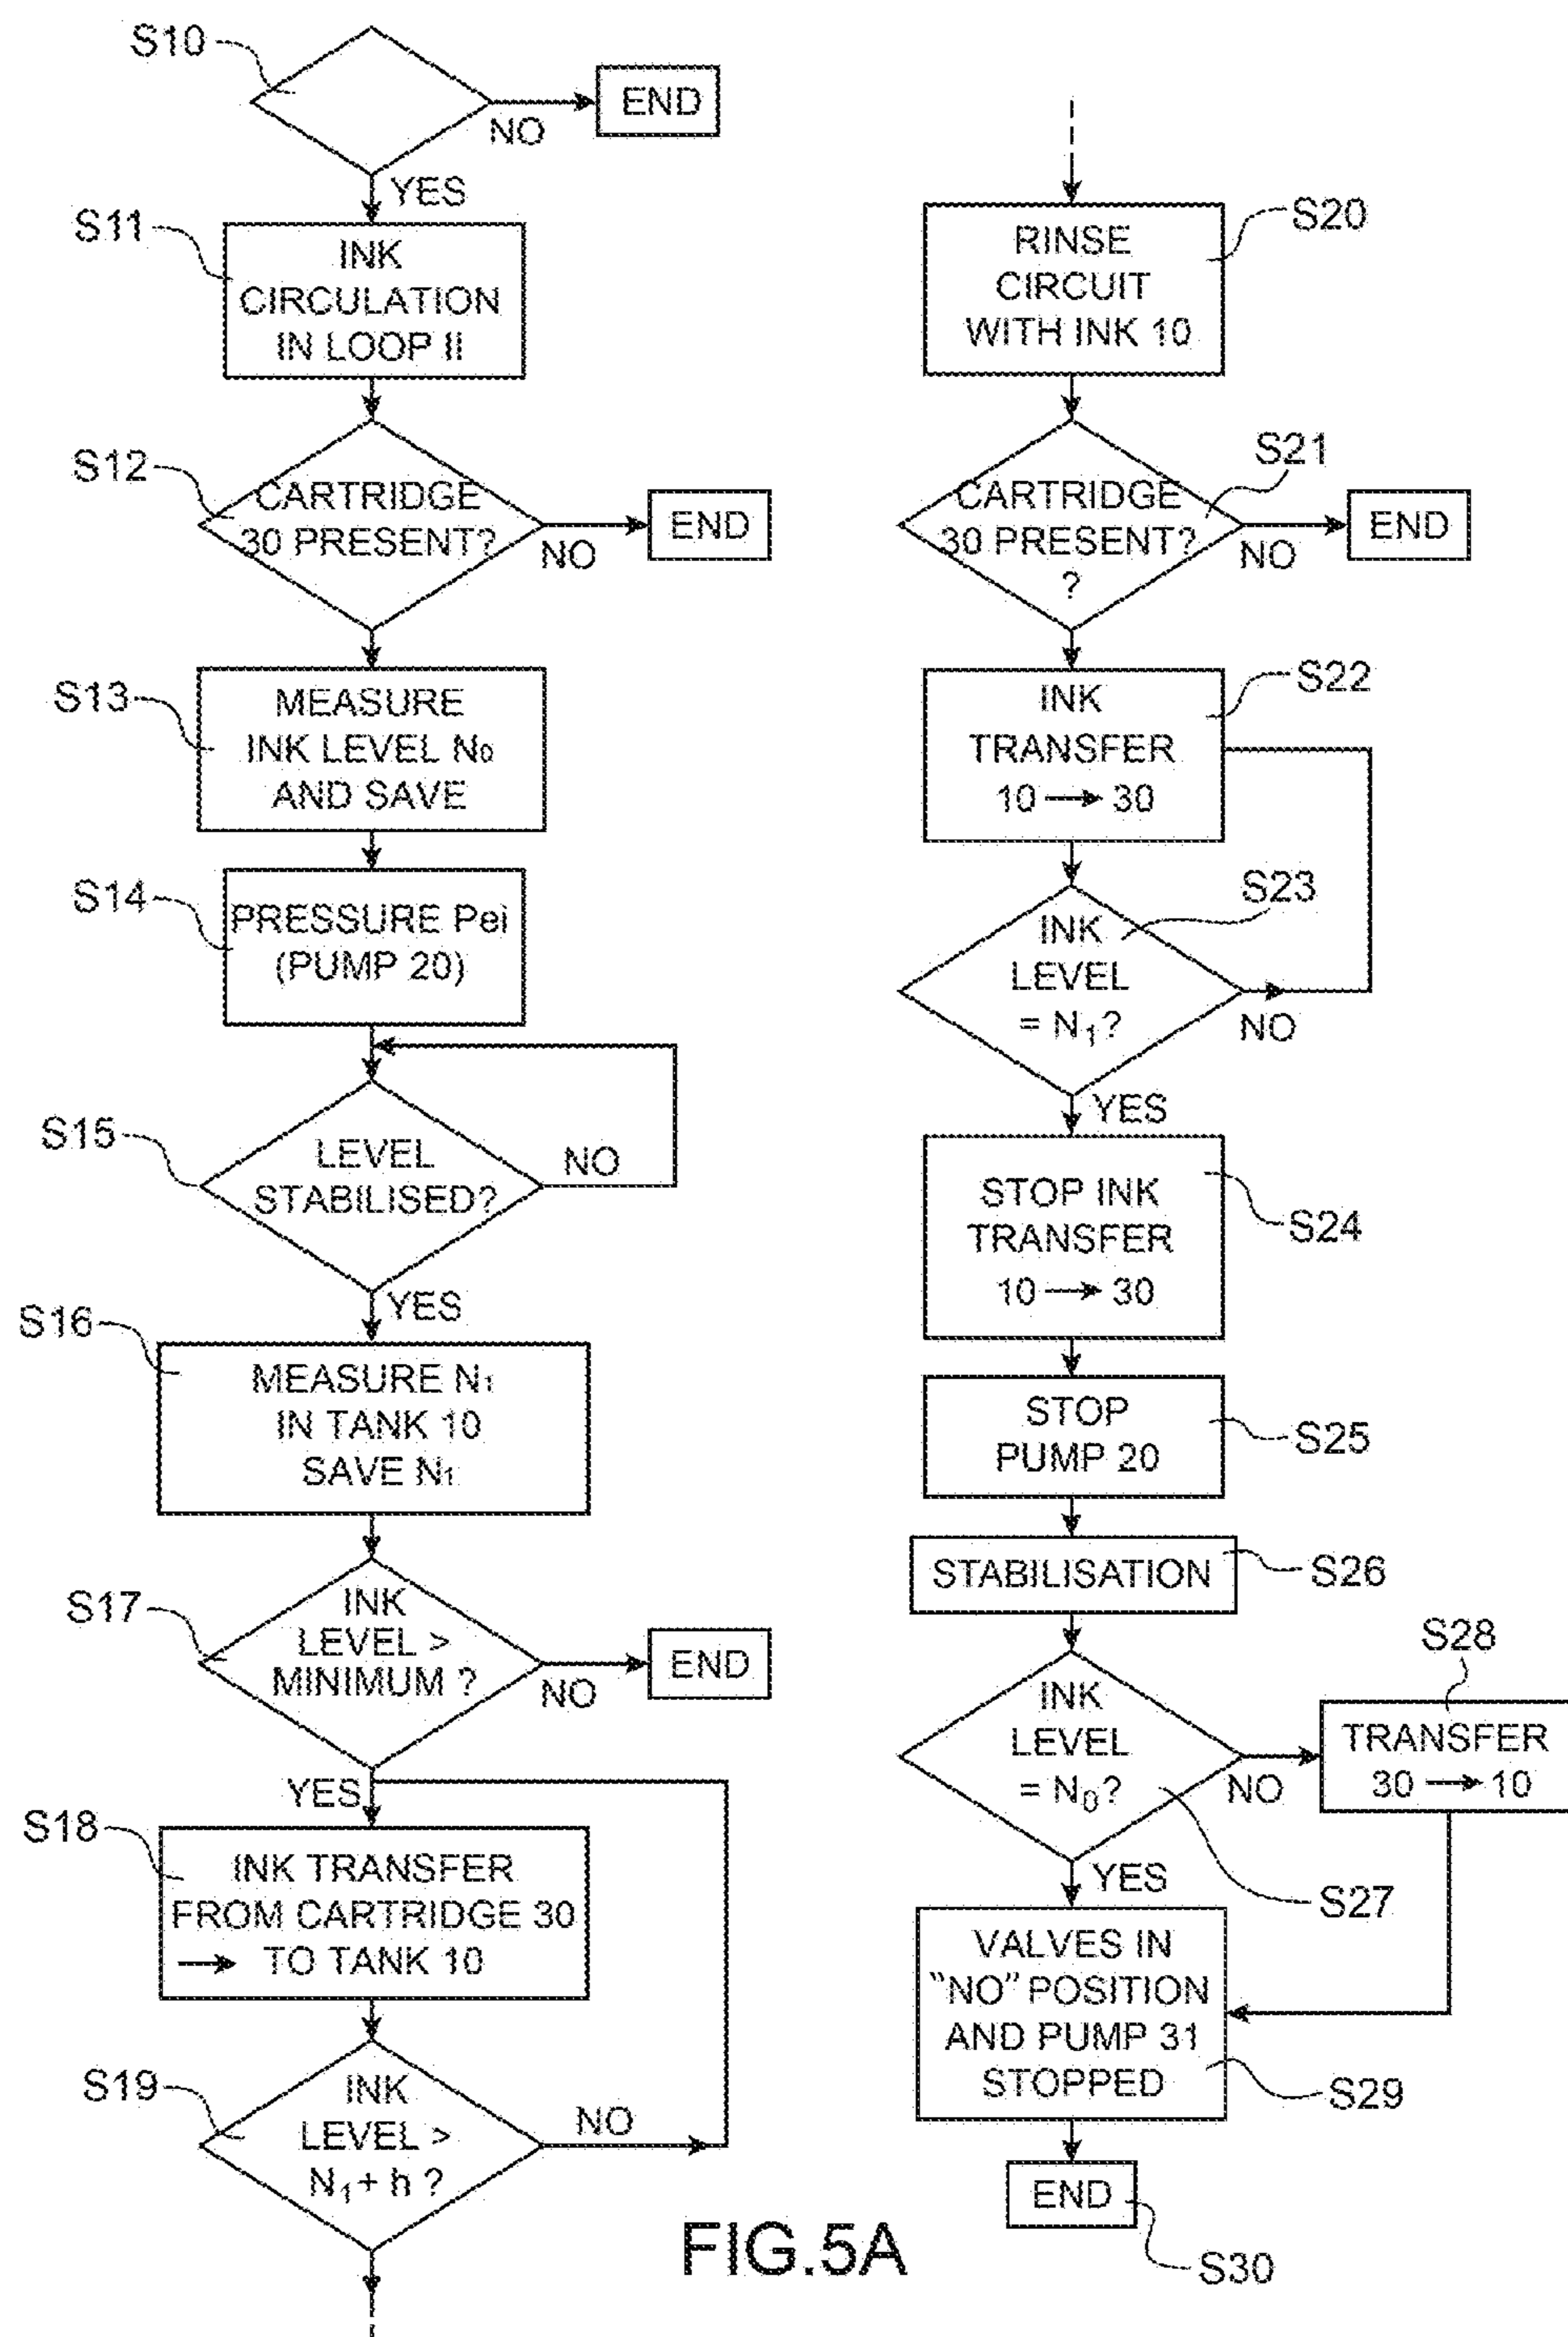 S10
END
NO
YES
S11
INK
CIRCULATION
IN LOOP II
S12
CARTRIDGE
30 PRESENT?
NO
END
S13
MEASURE
INK LEVEL N₀
AND SAVE
S14
PRESSURE Pei
(PUMP 20)
S15
LEVEL
STABILISED?
NO
YES
S16
MEASURE N₁
IN TANK 10
SAVE N₁
S17
INK
LEVEL >
MINIMUM ?
NO
END
YES
S18
INK TRANSFER
FROM CARTRIDGE 30
→ TO TANK 10
S19
INK
LEVEL >
N₁ + h ?
NO
S20
RINSE
CIRCUIT
WITH INK 10
S21
CARTRIDGE
30 PRESENT?
?
NO
END
S22
INK
TRANSFER
10 → 30
S23
INK
LEVEL
= N₁?
NO
YES
S24
STOP INK
TRANSFER
10 → 30
S25
STOP
PUMP 20
S26
STABILISATION
S27
INK
LEVEL
= N₀?
NO
S28
TRANSFER
30 → 10
YES
VALVES IN
"NO" POSITION
AND PUMP 31
STOPPED
S29
END
S30
FIG.5A